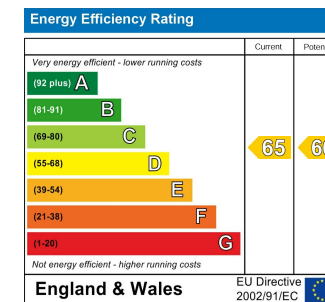 Energy Efficiency Rating
Current
Very energy efficient - lower running costs
(92 plus) A
(81-91) B
(69-80) C
(55-68) D
(39-54) E
(21-38) F
(1-20) G
65
Not energy efficient - higher running costs
England & Wales
EU Directive
2002/91/EC